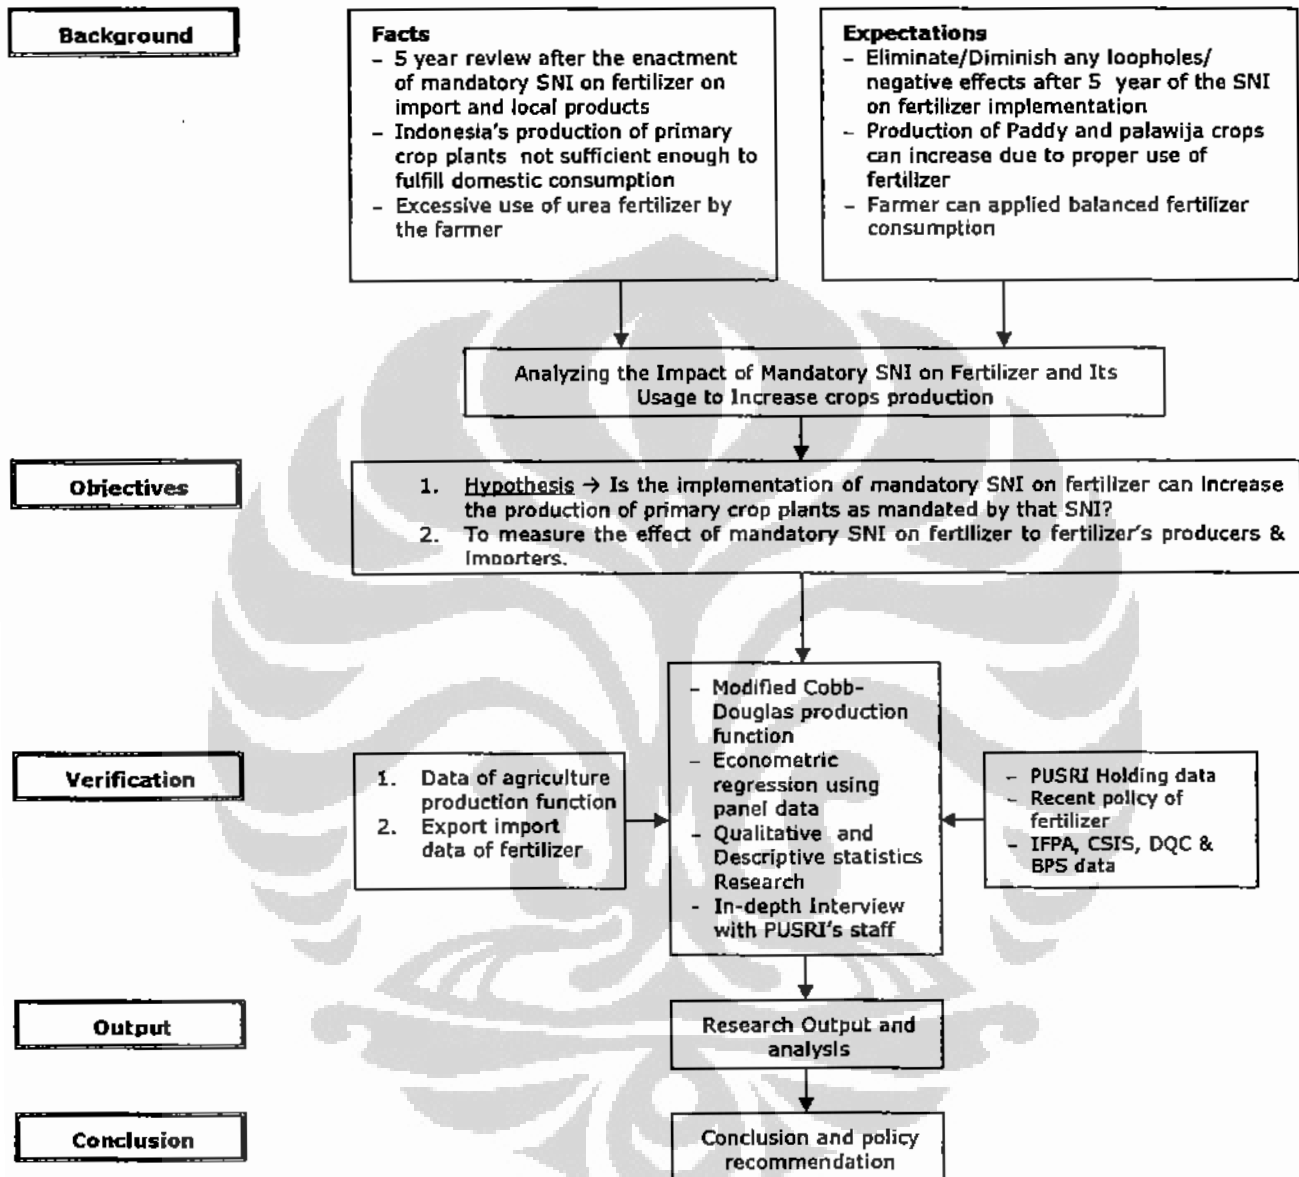 Background
Facts
– 5 year review after the enactment
of mandatory SNI on fertilizer on
import and local products
– Indonesia's production of primary
crop plants not sufficient enough to
fulfill domestic consumption
– Excessive use of urea fertilizer by
the farmer
Expectations
– Eliminate/Diminish any loopholes/
negative effects after 5 year of the SNI
on fertilizer implementation
– Production of Paddy and palawija crops
can increase due to proper use of
fertilizer
– Farmer can applied balanced fertilizer
consumption
Analyzing the Impact of Mandatory SNI on Fertilizer and Its
Usage to Increase crops production
Objectives
1. Hypothesis → Is the implementation of mandatory SNI on fertilizer can increase
the production of primary crop plants as mandated by that SNI?
2. To measure the effect of mandatory SNI on fertilizer to fertilizer's producers &
importers.
Verification
1. Data of agriculture
production function
2. Export import
data of fertilizer
– Modified Cobb-
Douglas production
function
– Econometric
regression using
panel data
– Qualitative and
Descriptive statistics
Research
- In-depth Interview
with PUSRI's staff
– PUSRI Holding data
– Recent policy of
fertilizer
– IFPA, CSIS, DQC &
BPS data
Output
Research Output and
analysis
Conclusion
Conclusion and policy
recommendation